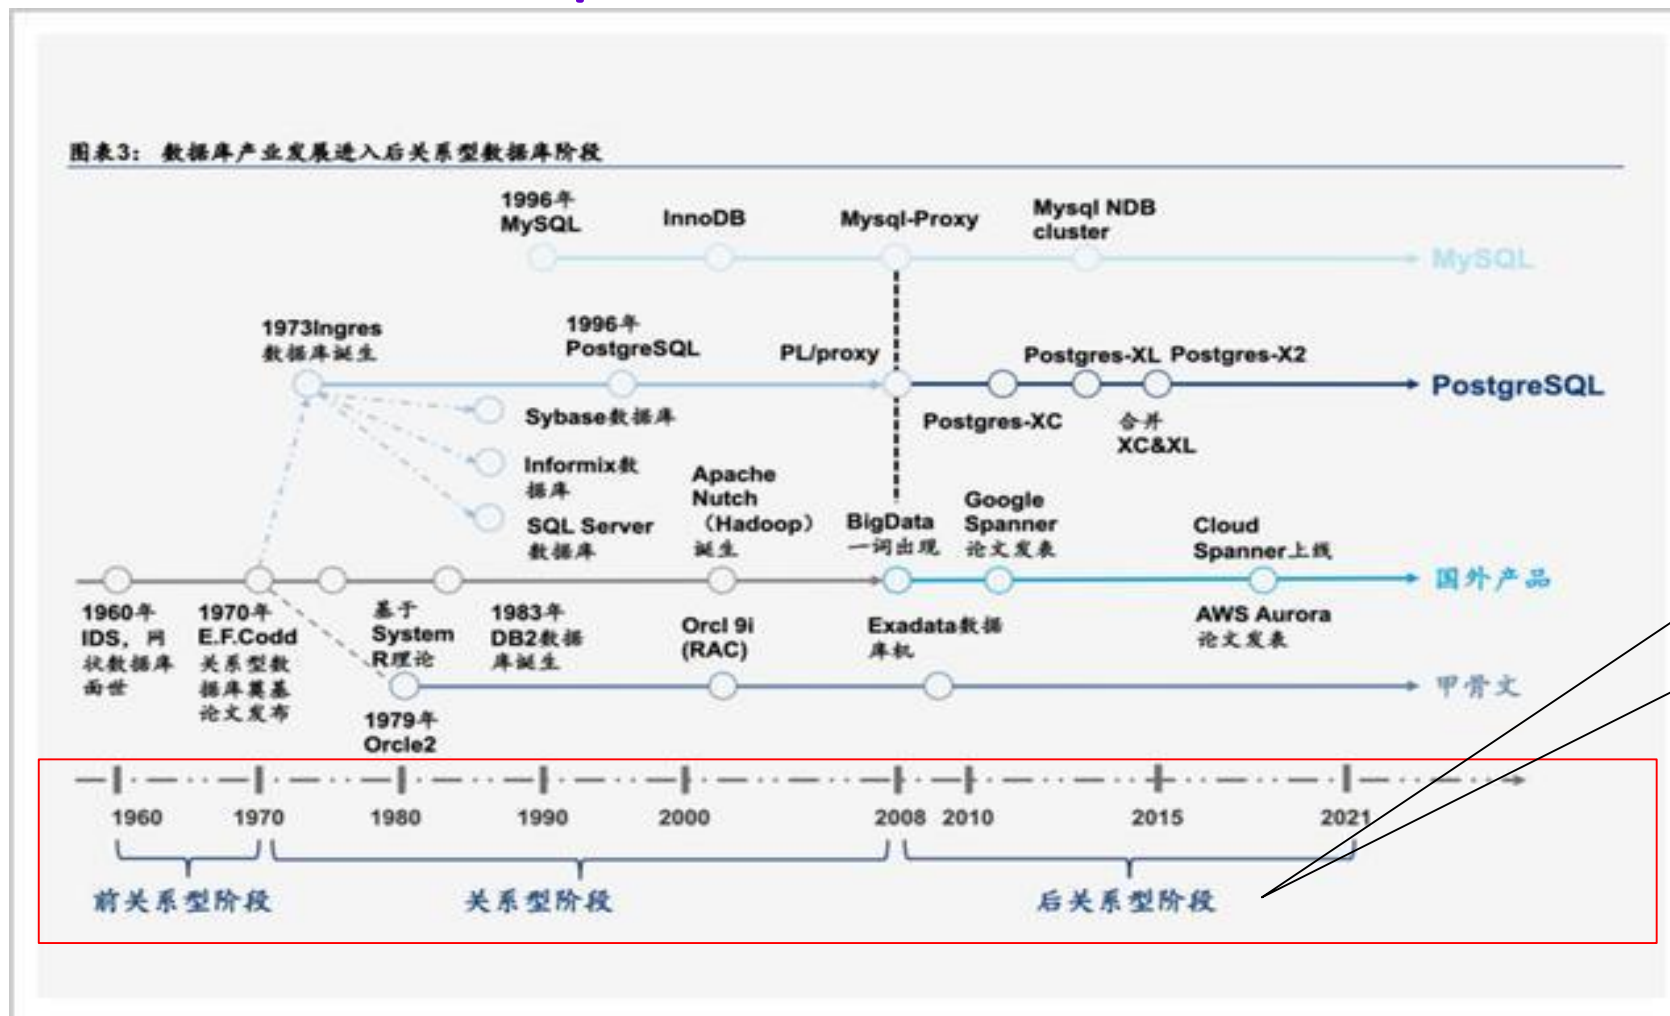 图表3： 数据库产业发展进入后关系型数据库阶段
1996年
MySQL
InnoDB
Mysql-Proxy
Mysql NDB
cluster
MySQL
1973Ingres
数据库诞生
1996年
PostgreSQL
PL/proxy
Postgres-XL
Postgres-X2
PostgreSQL
Postgres-XC
合并
XC&XL
Sybase数据库
Informix数
据库
SQL Server
数据库
Apache
Nutch
（Hadoop）
诞生
BigData
一词出现
Google
Spanner
论文发表
Cloud
Spanner上线
国外产品
1960年
IDS，网
状数据库
面世
1970年
E.F.Codd
关系型数
据库奠基
论文发布
基于
System
R理论
1983年
DB2数据
库诞生
Orcl 9i
(RAC)
Exadata数据
库机
AWS Aurora
论文发表
甲骨文
1979年
Orcle2
1960
1970
1980
1990
2000
2008
2010
2015
2021
前关系型阶段
关系型阶段
后关系型阶段